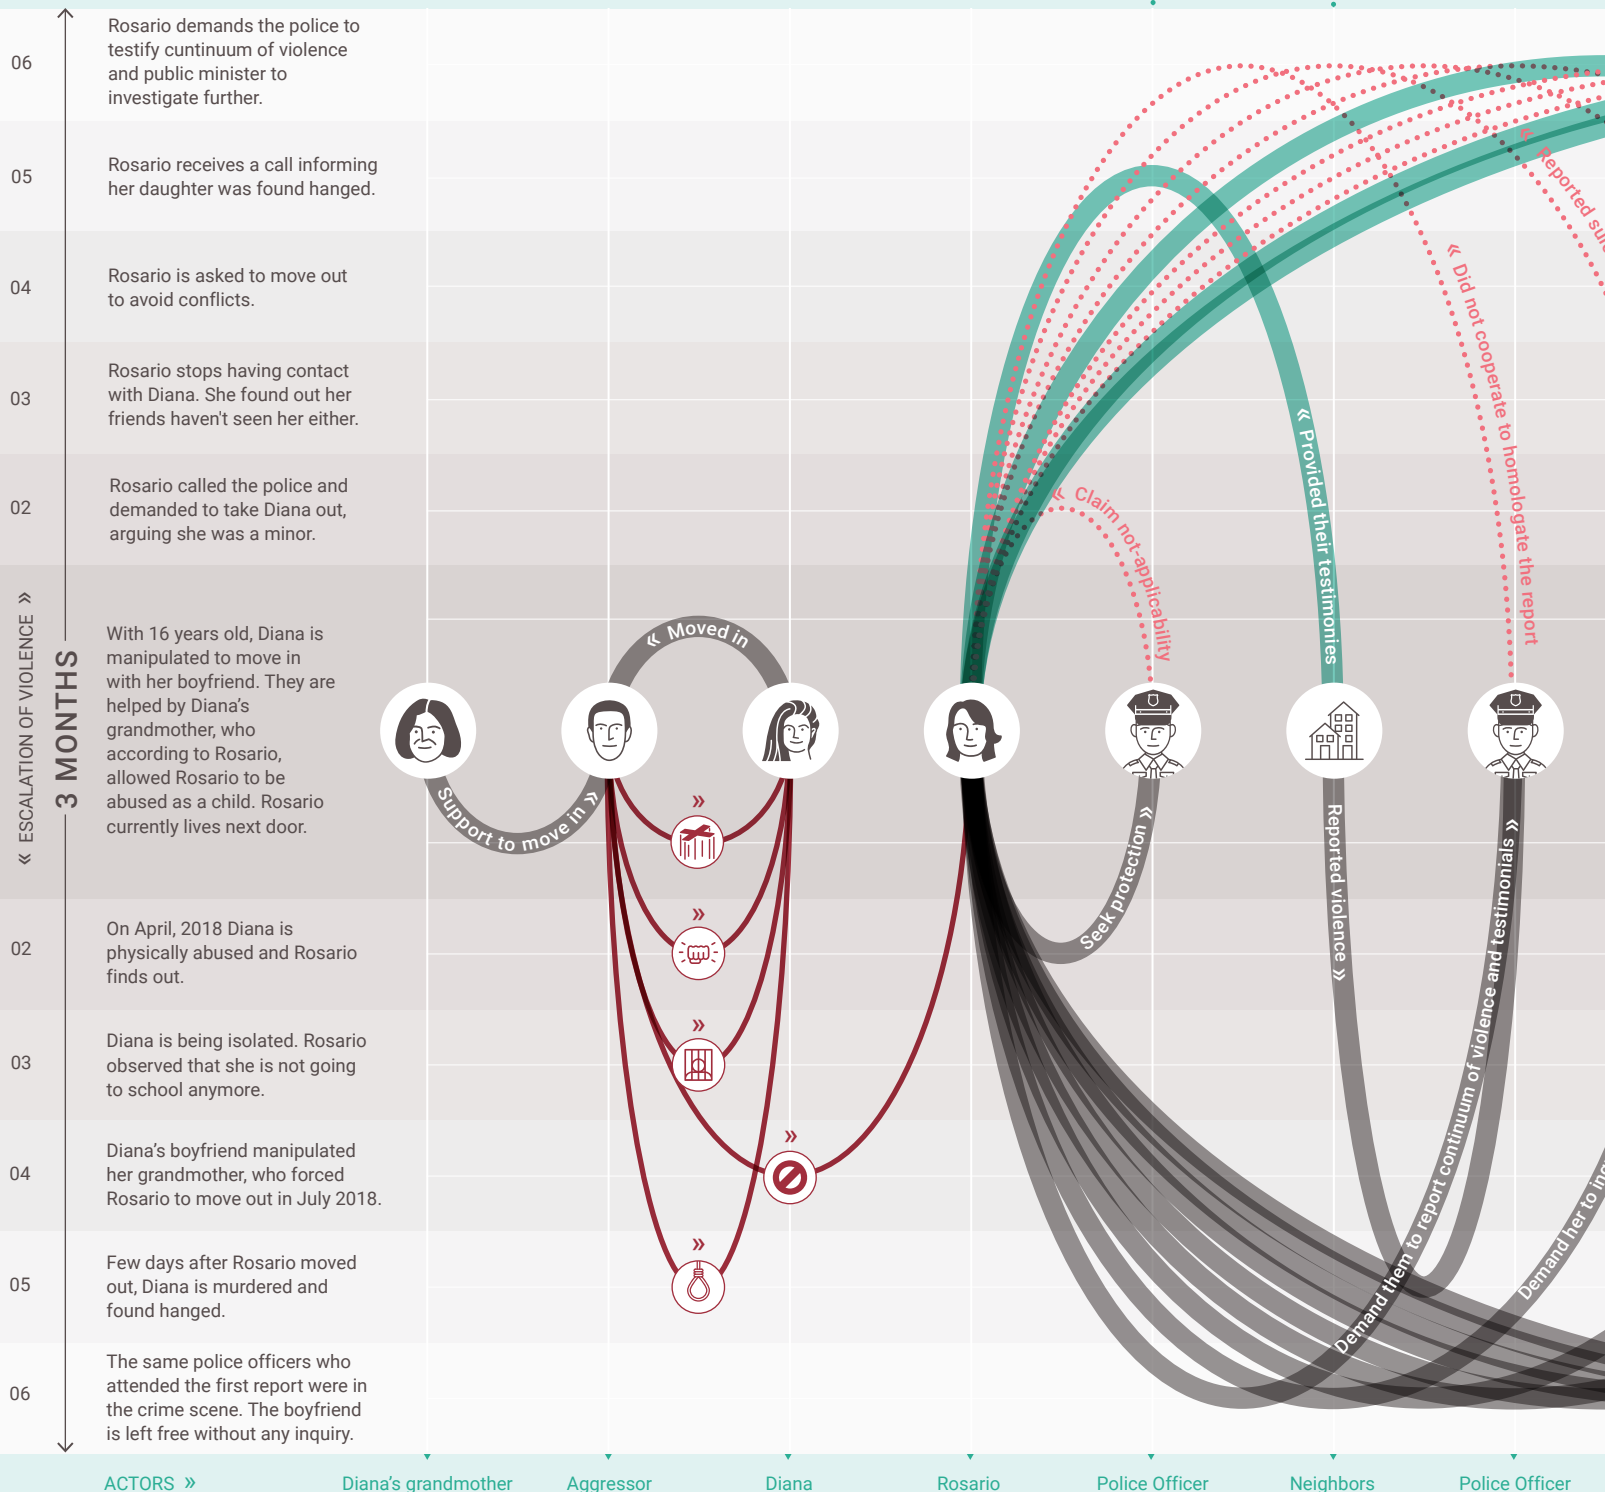 06
Rosario demands the police to
testify cuntinuum of violence
and public minister to
investigate further.
05
Rosario receives a call informing
her daughter was found hanged.
04
Rosario is asked to move out
to avoid conflicts.
03
Rosario stops having contact
with Diana. She found out her
friends haven't seen her either.
02
Rosario called the police and
demanded to take Diana out,
arguing she was a minor.
« ESCALATION OF VIOLENCE »
3 MONTHS
With 16 years old, Diana is
manipulated to move in
with her boyfriend. They are
helped by Diana’s
grandmother, who
according to Rosario,
allowed Rosario to be
abused as a child. Rosario
currently lives next door.
02
On April, 2018 Diana is
physically abused and Rosario
finds out.
03
Diana is being isolated. Rosario
observed that she is not going
to school anymore.
04
Diana’s boyfriend manipulated
her grandmother, who forced
Rosario to move out in July 2018.
05
Few days after Rosario moved
out, Diana is murdered and
found hanged.
06
The same police officers who
attended the first report were in
the crime scene. The boyfriend
is left free without any inquiry.
« Moved in
Support to move in »
»
»
»
»
»
« Claim not-applicability
« Provided their testimonies
« Did not cooperate to homologate the report
« Reported sui
Seek protection »
Reported violence »
Demand them to report continuum of violence and testimonials »
Demand her to in
ACTORS »
Diana’s grandmother
Aggressor
Diana
Rosario
Police Officer
Neighbors
Police Officer